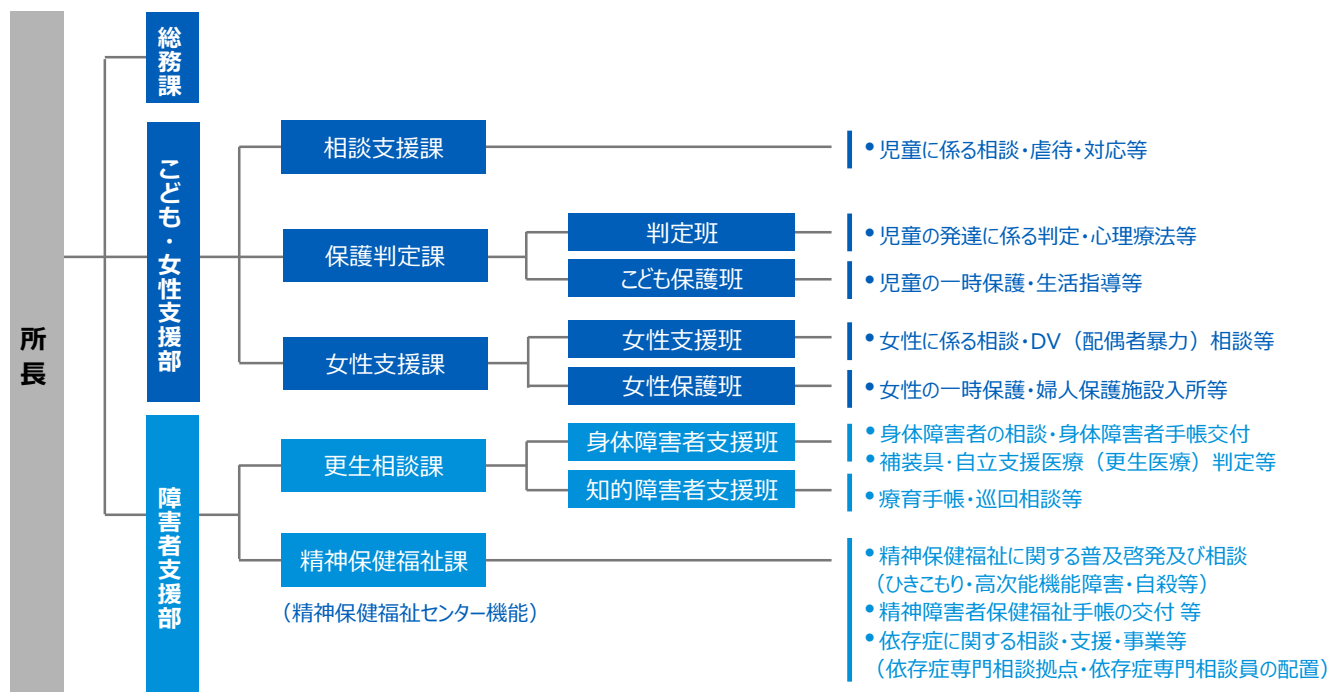 所長
総務課
こども・女性支援部
相談支援課
•児童に係る相談・虐待・対応等
保護判定課
判定班
•児童の発達に係る判定・心理療法等
こども保護班
•児童の一時保護・生活指導等
女性支援課
女性支援班
•女性に係る相談・DV（配偶者暴力）相談等
女性保護班
•女性の一時保護・婦人保護施設入所等
障害者支援部
更生相談課
身体障害者支援班
•身体障害者の相談・身体障害者手帳交付
•補装具・自立支援医療（更生医療）判定等
知的障害者支援班
•療育手帳・巡回相談等
精神保健福祉課
（精神保健福祉センター機能）
•精神保健福祉に関する普及啓発及び相談
（ひきこもり・高次能機能障害・自殺等）
•精神障害者保健福祉手帳の交付 等
•依存症に関する相談・支援・事業等
（依存症専門相談拠点・依存症専門相談員の配置）